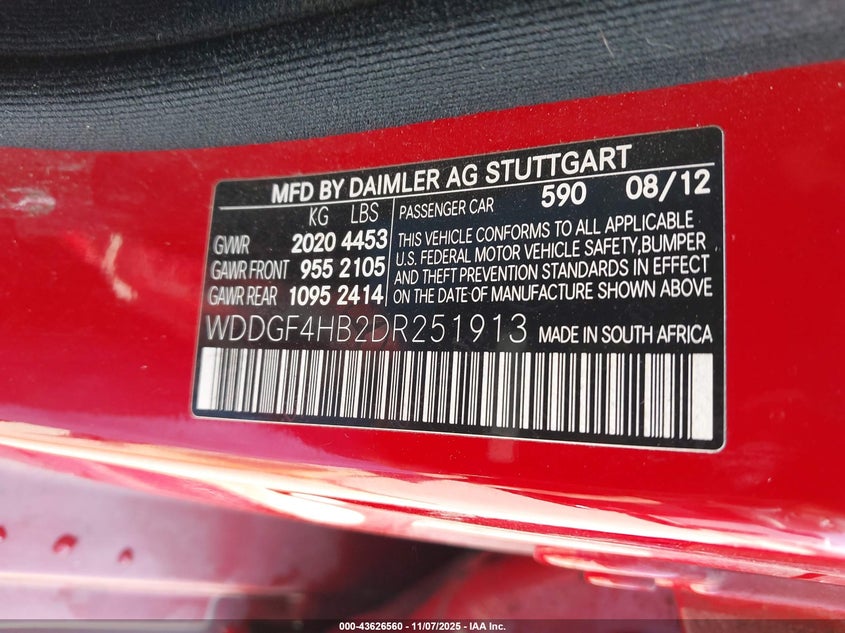 MFD BY DAIMLER AG STUTTGART
KG LBS
GVWR 2020 4453
GAWR FRONT 955 2105
GAWR REAR 1095 2414
PASSENGER CAR 590 08/12
THIS VEHICLE CONFORMS TO ALL APPLICABLE
U.S. FEDERAL MOTOR VEHICLE SAFETY,BUMPER
AND THEFT PREVENTION STANDARDS IN EFFECT
ON THE DATE OF MANUFACTURE SHOWN ABOVE
WDDGF4HB2DR251913 MADE IN SOUTH AFRICA
000-43626560 — 11/07/2025 — IAA Inc.